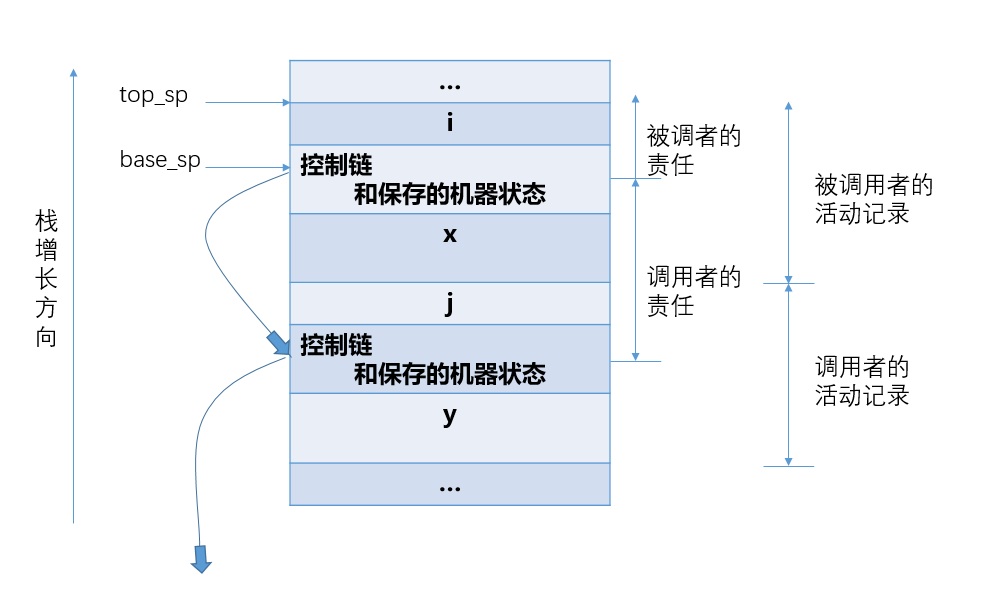 top_sp
base_sp
栈
增
长
方
向
...
i
控制链
和保存的机器状态
x
j
控制链
和保存的机器状态
y
...
被调者的
责任
调用者的
责任
被调用者的
活动记录
调用者的
活动记录